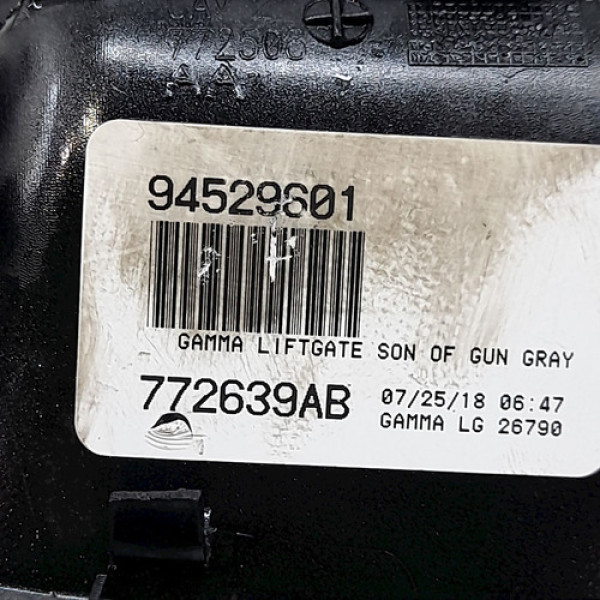 94529601
GAMMA LIFTGATE SON OF GUN GRAY
772639AB
07/25/18 06:47
GAMMA LG 26790